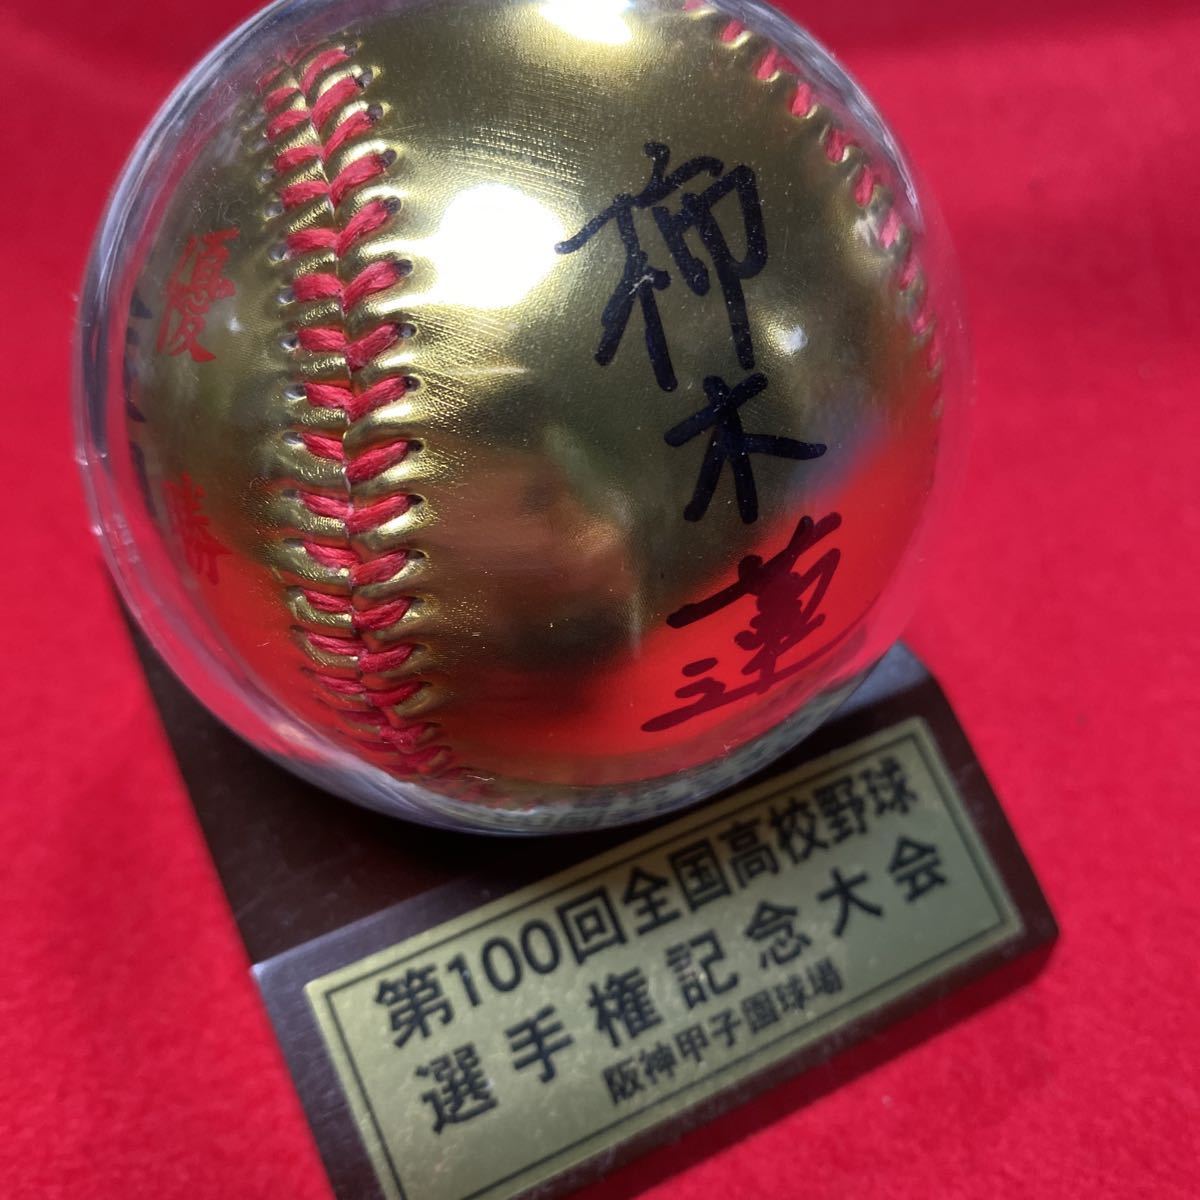 優勝
柳木蓮
第100回全国高校野球
選手権記念大会
阪神甲子園球場